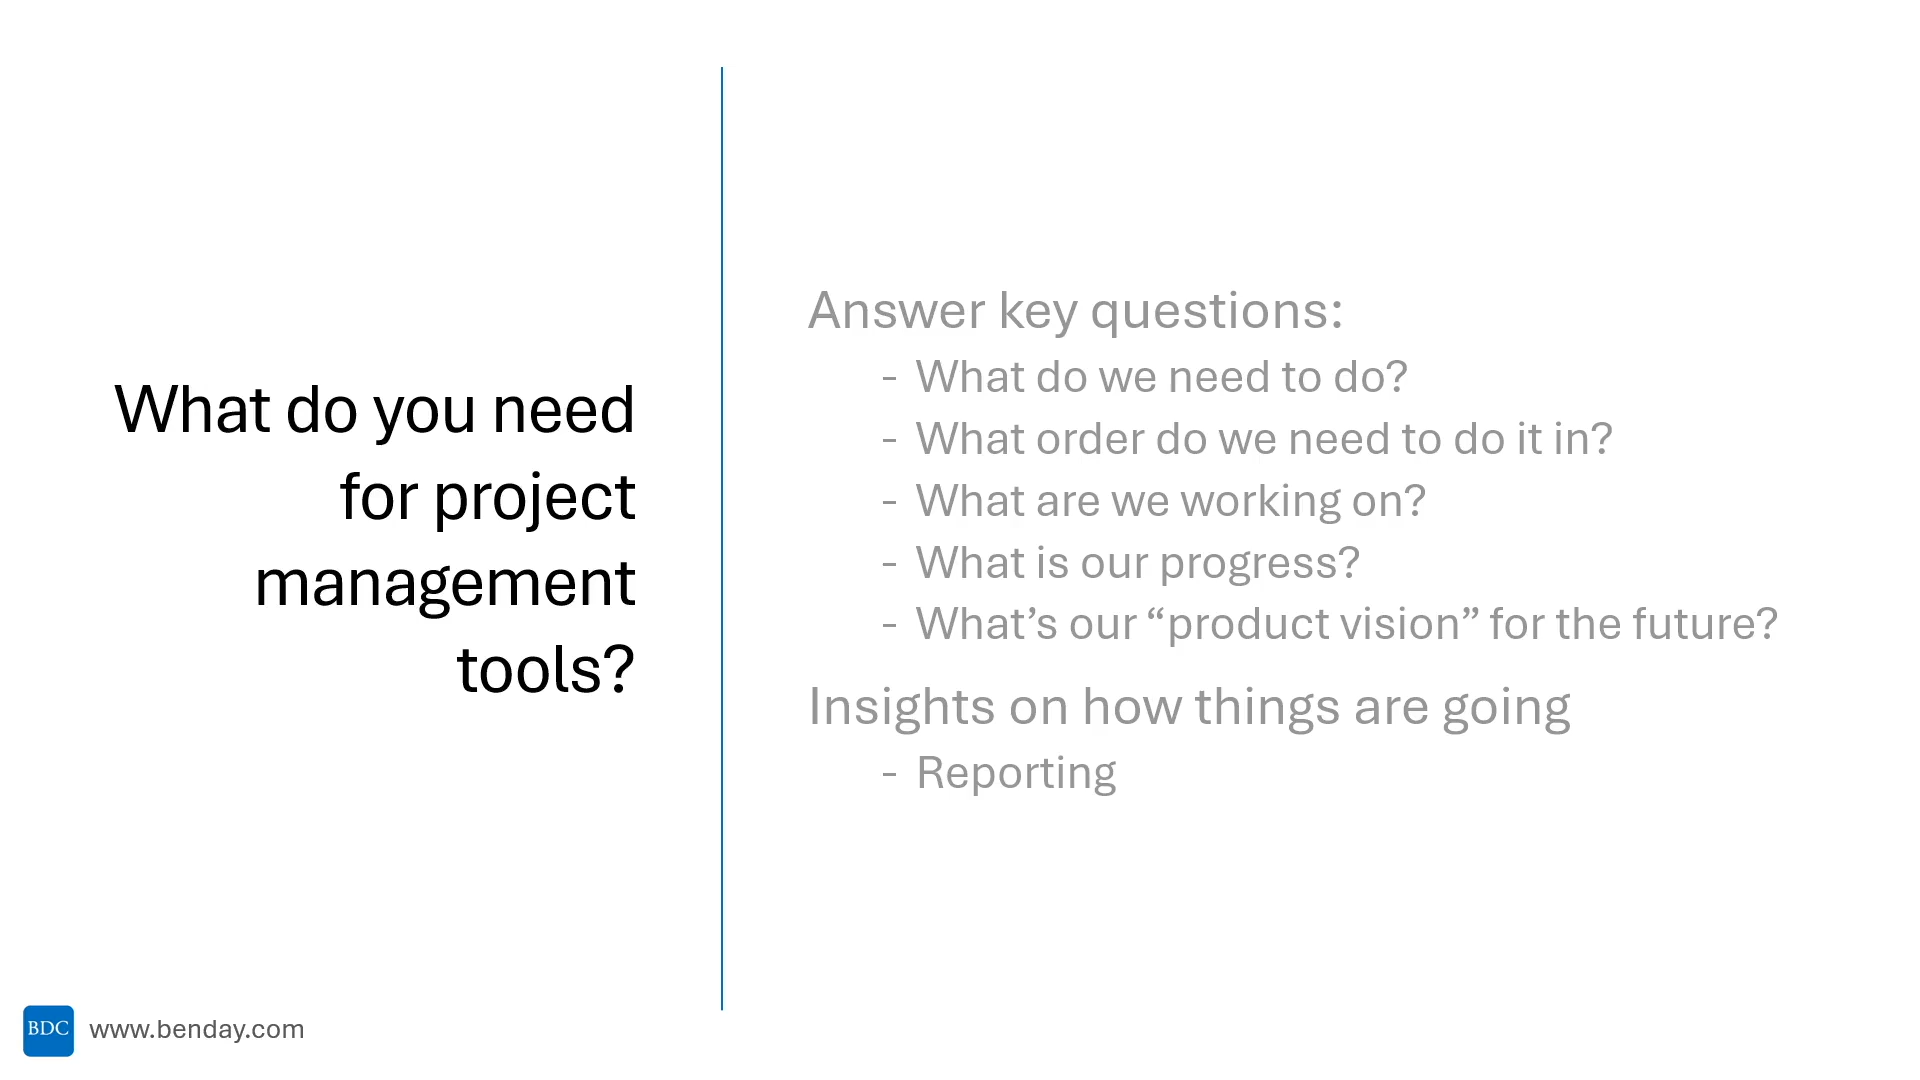 What do you need
for project
management
tools?
Answer key questions:
- What do we need to do?
- What order do we need to do it in?
- What are we working on?
- What is our progress?
- What’s our “product vision” for the future?
Insights on how things are going
- Reporting
BDC www.benday.com